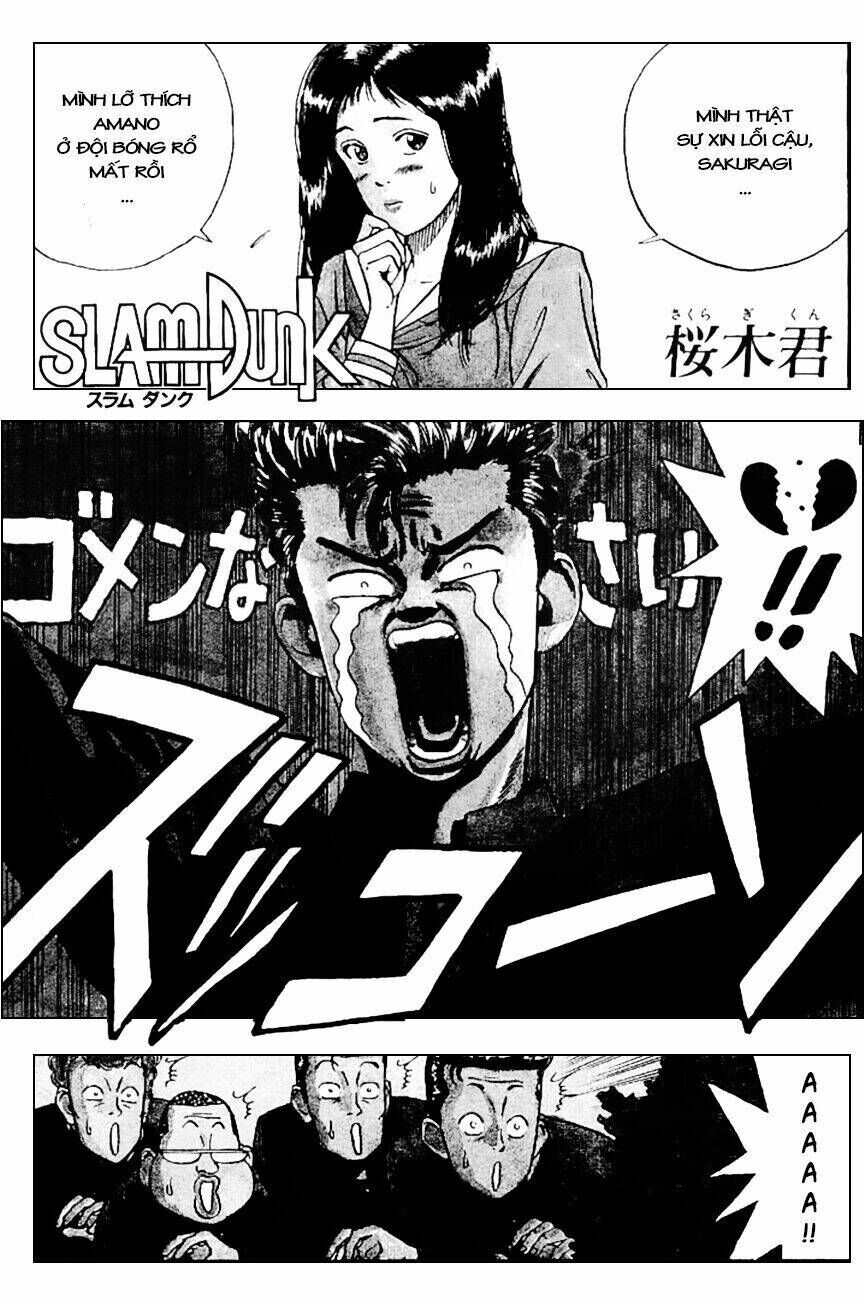 MÌNH THẬT
SỰ XIN LỖI CẬU,
SAKURAGI
...
MÌNH LỠ THÍCH
AMANO
Ở ĐỘI BÓNG RỔ
MẤT RỒI
...
さくら ぎ くん
桜木君
SLAM DUNK
スラム ダンク
!!
ゴメンなさい
ズッコーン
A
A
A
A
A
A!!